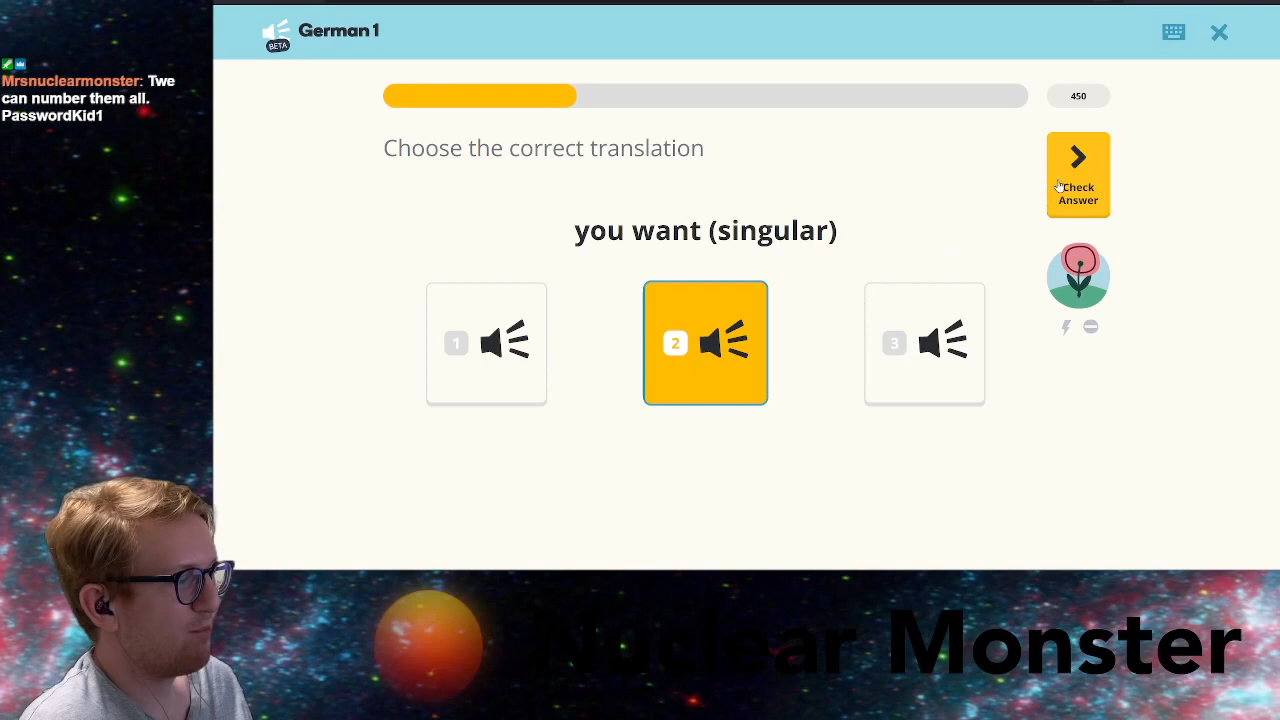 BETA
German 1
Mrsnuclearmonster: Twe
can number them all.
PasswordKid1
450
Choose the correct translation
Check
Answer
you want (singular)
1
2
3
Nuclear Monster